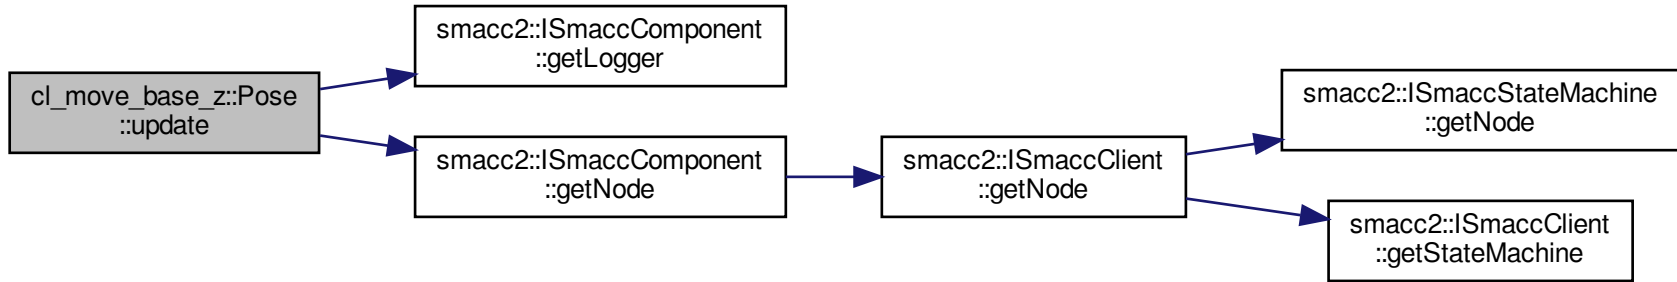 cl_move_base_z::Pose
::update
smacc2::ISmaccComponent
::getLogger
smacc2::ISmaccComponent
::getNode
smacc2::ISmaccClient
::getNode
smacc2::ISmaccStateMachine
::getNode
smacc2::ISmaccClient
::getStateMachine